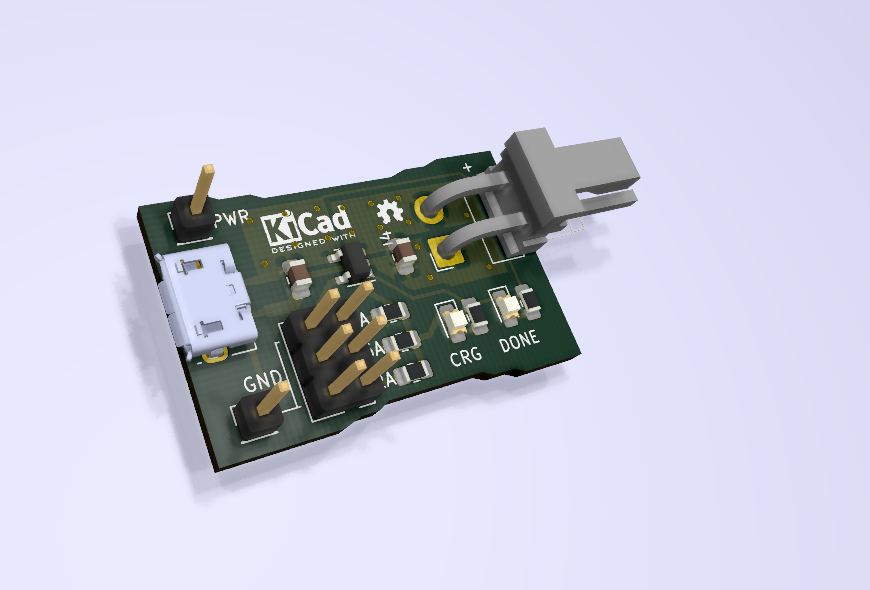 +
PWR
KiCad
DESIGNED WITH
GND
CRG
DONE